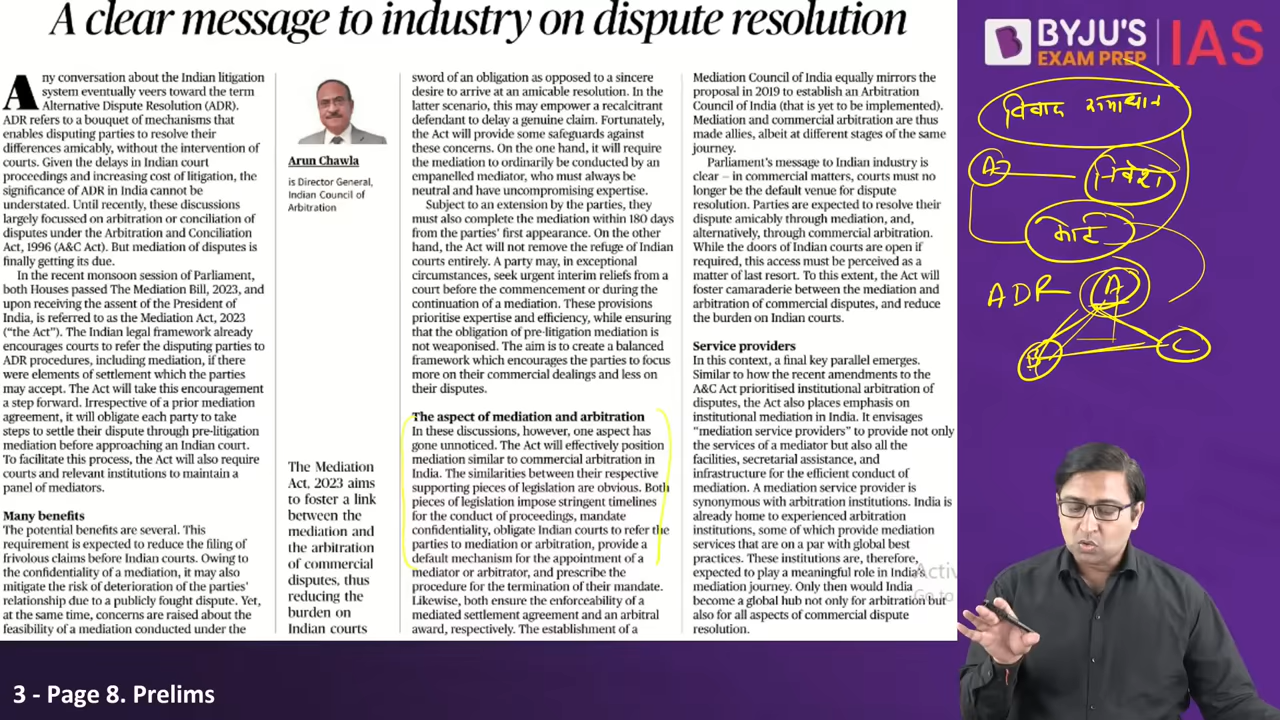 A clear message to industry on dispute resolution
Any conversation about the Indian litigation
system eventually veers toward the term
Alternative Dispute Resolution (ADR).
ADR refers to a bouquet of mechanisms that
enables disputing parties to resolve their
differences amicably, without the intervention of
courts. Given the delays in Indian court
proceedings and increasing cost of litigation, the
significance of ADR in India cannot be
understated. Until recently, these discussions
largely focussed on arbitration or conciliation of
disputes under the Arbitration and Conciliation
Act, 1996 (A&C Act). But mediation of disputes is
finally getting its due.
In the recent monsoon session of Parliament,
both Houses passed The Mediation Bill, 2023, and
upon receiving the assent of the President of
India, is referred to as the Mediation Act, 2023
(“the Act”). The Indian legal framework already
encourages courts to refer the disputing parties to
ADR procedures, including mediation, if there
were elements of settlement which the parties
may accept. The Act will take this encouragement
a step forward. Irrespective of a prior mediation
agreement, it will obligate each party to take
steps to settle their dispute through pre-litigation
mediation before approaching an Indian court.
To facilitate this process, the Act will also require
courts and relevant institutions to maintain a
panel of mediators.
Many benefits
The potential benefits are several. This
requirement is expected to reduce the filing of
frivolous claims before Indian courts. Owing to
the confidentiality of a mediation, it may also
mitigate the risk of deterioration of the parties'
relationship due to a publicly fought dispute. Yet,
at the same time, concerns are raised about the
feasibility of a mediation conducted under the
Arun Chawla
is Director General,
Indian Council of
Arbitration
The Mediation
Act, 2023 aims
to foster a link
between the
mediation and
the arbitration
of commercial
disputes, thus
reducing the
burden on
Indian courts
sword of an obligation as opposed to a sincere
desire to arrive at an amicable resolution. In the
latter scenario, this may empower a recalcitrant
defendant to delay a genuine claim. Fortunately,
the Act will provide some safeguards against
these concerns. On the one hand, it will require
the mediation to ordinarily be conducted by an
empanelled mediator, who must always be
neutral and have uncompromising expertise.
Subject to an extension by the parties, they
must also complete the mediation within 180 days
from the parties' first appearance. On the other
hand, the Act will not remove the refuge of Indian
courts entirely. A party may, in exceptional
circumstances, seek urgent interim reliefs from a
court before the commencement or during the
continuation of a mediation. These provisions
prioritise expertise and efficiency, while ensuring
that the obligation of pre-litigation mediation is
not weaponised. The aim is to create a balanced
framework which encourages the parties to focus
more on their commercial dealings and less on
their disputes.
The aspect of mediation and arbitration
In these discussions, however, one aspect has
gone unnoticed. The Act will effectively position
mediation similar to commercial arbitration in
India. The similarities between their respective
supporting pieces of legislation are obvious. Both
pieces of legislation impose stringent timelines
for the conduct of proceedings, mandate
confidentiality, obligate Indian courts to refer the
parties to mediation or arbitration, provide a
default mechanism for the appointment of a
mediator or arbitrator, and prescribe the
procedure for the termination of their mandate.
Likewise, both ensure the enforceability of a
mediated settlement agreement and an arbitral
award, respectively. The establishment of a
Mediation Council of India equally mirrors the
proposal in 2019 to establish an Arbitration
Council of India (that is yet to be implemented).
Mediation and commercial arbitration are thus
made allies, albeit at different stages of the same
journey.
Parliament's message to Indian industry is
clear – in commercial matters, courts must no
longer be the default venue for dispute
resolution. Parties are expected to resolve their
dispute amicably through mediation, and,
alternatively, through commercial arbitration.
While the doors of Indian courts are open if
required, this access must be perceived as a
matter of last resort. To this extent, the Act will
foster camaraderie between the mediation and
arbitration of commercial disputes, and reduce
the burden on Indian courts.
Service providers
In this context, a final key parallel emerges.
Similar to how the recent amendments to the
A&C Act prioritised institutional arbitration of
disputes, the Act also places emphasis on
institutional mediation in India. It envisages
“mediation service providers” to provide not only
the services of a mediator but also all the
facilities, secretarial assistance, and
infrastructure for the efficient conduct of
mediation. A mediation service provider is
synonymous with arbitration institutions. India is
already home to experienced arbitration
institutions, some of which provide mediation
services that are on a par with global best
practices. These institutions are, therefore,
expected to play a meaningful role in India's
mediation journey. Only then would India
become a global hub not only for arbitration but
also for all aspects of commercial dispute
resolution.
BYJU'S
EXAM PREP
IAS
विवाद समाधान
A
निवेश
कोर्ट
ADR A
B C
3 - Page 8. Prelims